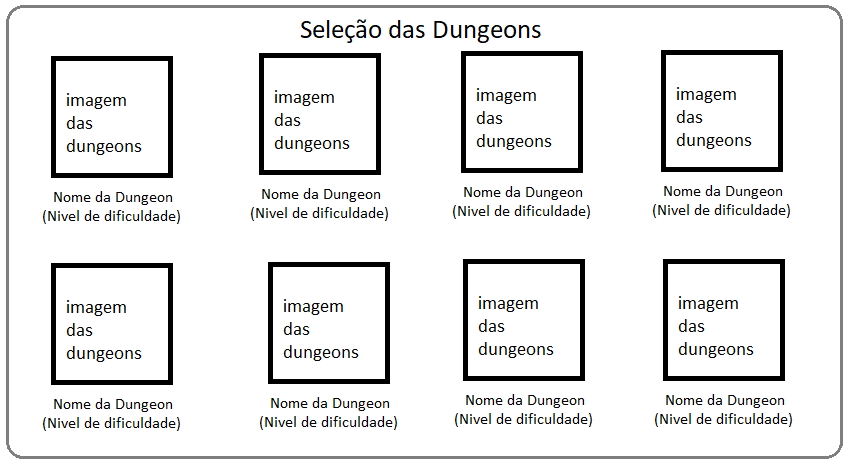 Seleção das Dungeons
imagem
das
dungeons
Nome da Dungeon
(Nivel de dificuldade)
imagem
das
dungeons
Nome da Dungeon
(Nivel de dificuldade)
imagem
das
dungeons
Nome da Dungeon
(Nivel de dificuldade)
imagem
das
dungeons
Nome da Dungeon
(Nivel de dificuldade)
imagem
das
dungeons
Nome da Dungeon
(Nivel de dificuldade)
imagem
das
dungeons
Nome da Dungeon
(Nivel de dificuldade)
imagem
das
dungeons
Nome da Dungeon
(Nivel de dificuldade)
imagem
das
dungeons
Nome da Dungeon
(Nivel de dificuldade)